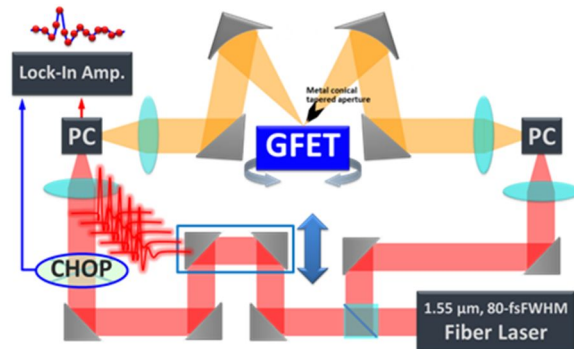 Lock-In Amp.
Metal conical
tapered aperture
PC
GFET
PC
CHOP
1.55 μm, 80-fsFWHM
Fiber Laser